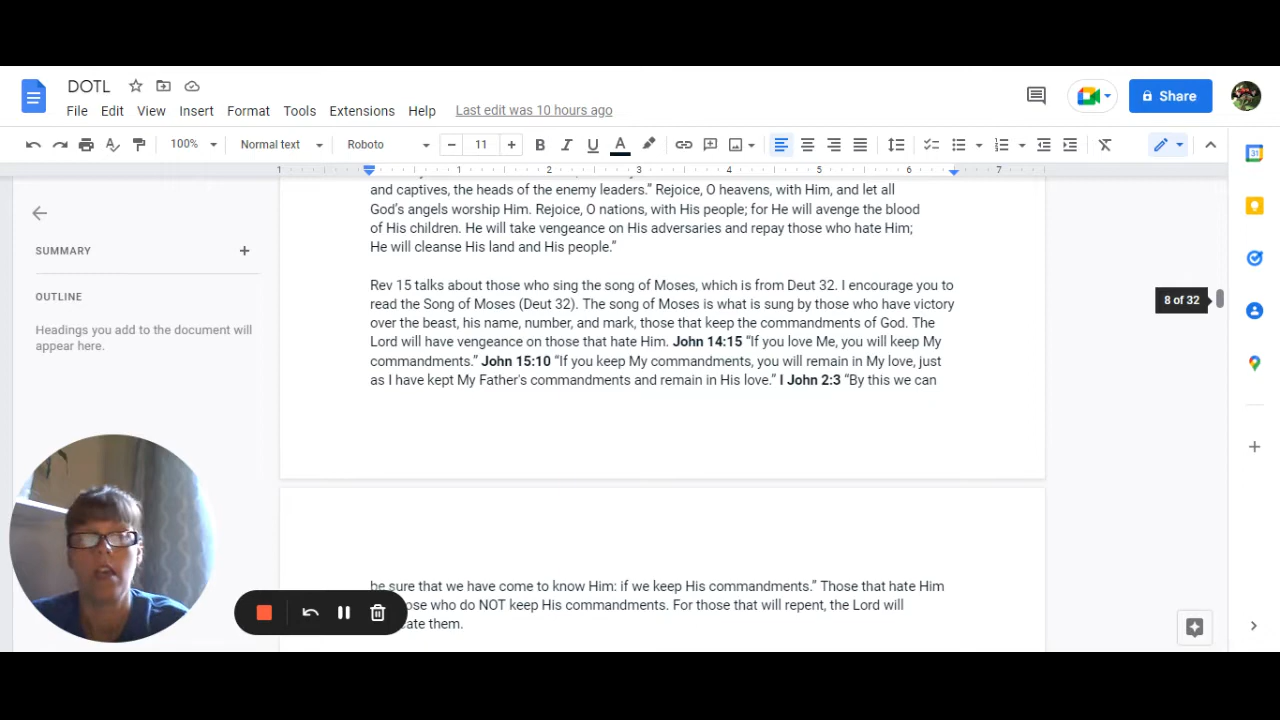 DOTL
File Edit View Insert Format Tools Extensions Help Last edit was 10 hours ago
Share
100% Normal text Roboto 11
31
1 1 2 3 4 5 6 7
and captives, the heads of the enemy leaders.” Rejoice, O heavens, with Him, and let all
God’s angels worship Him. Rejoice, O nations, with His people; for He will avenge the blood
of His children. He will take vengeance on His adversaries and repay those who hate Him;
He will cleanse His land and His people.”
SUMMARY
OUTLINE
Headings you add to the document will
appear here.
Rev 15 talks about those who sing the song of Moses, which is from Deut 32. I encourage you to
read the Song of Moses (Deut 32). The song of Moses is what is sung by those who have victory
over the beast, his name, number, and mark, those that keep the commandments of God. The
Lord will have vengeance on those that hate Him. John 14:15 “If you love Me, you will keep My
commandments.” John 15:10 “If you keep My commandments, you will remain in My love, just
as I have kept My Father's commandments and remain in His love.” I John 2:3 “By this we can
8 of 32
be sure that we have come to know Him: if we keep His commandments.” Those that hate Him
who do NOT keep His commandments. For those that will repent, the Lord will
them.